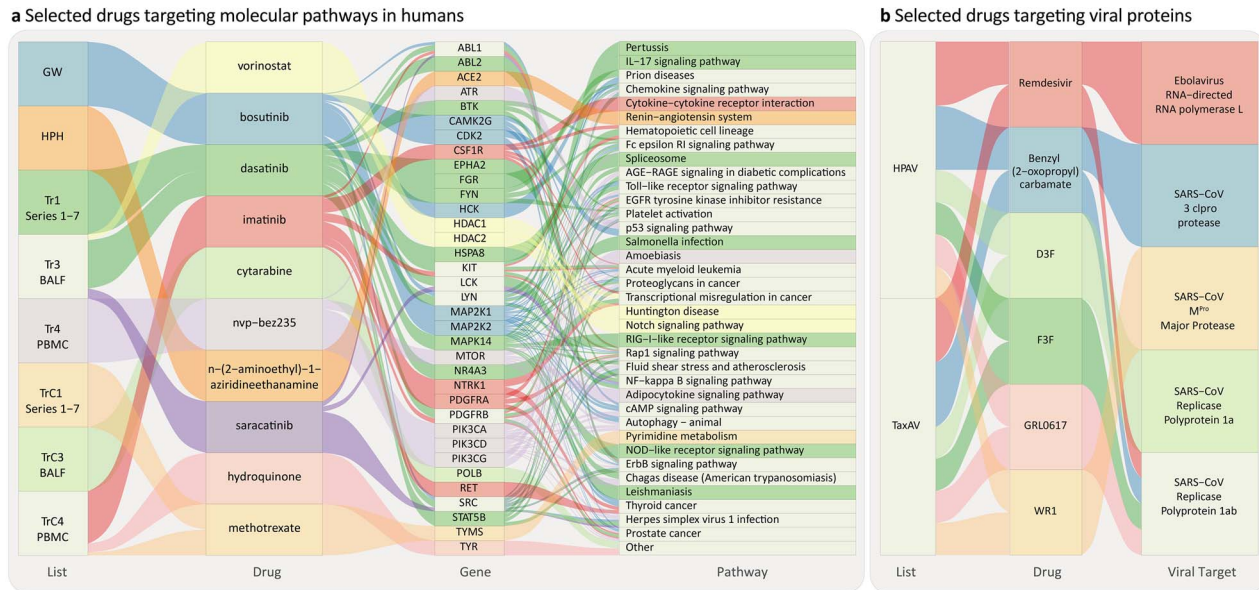 a Selected drugs targeting molecular pathways in humans
GW
HPH
Tr1
Series 1–7
Tr3
BALF
Tr4
PBMC
TrC1
Series 1–7
TrC3
BALF
TrC4
PBMC
List
vorinostat
bosutinib
dasatinib
imatinib
cytarabine
nvp−bez235
n−(2−aminoethyl)−1−
aziridineethanamine
saracatinib
hydroquinone
methotrexate
Drug
ABL1
ABL2
ACE2
ATR
BTK
CAMK2G
CDK2
CSF1R
EPHA2
FGR
FYN
HCK
HDAC1
HDAC2
HSPA8
KIT
LCK
LYN
MAP2K1
MAP2K2
MAPK14
MTOR
NR4A3
NTRK1
PDGFRA
PDGFRB
PIK3CA
PIK3CD
PIK3CG
POLB
RET
SRC
STAT5B
TYMS
TYR
Gene
Pertussis
IL−17 signaling pathway
Prion diseases
Chemokine signaling pathway
Cytokine−cytokine receptor interaction
Renin−angiotensin system
Hematopoietic cell lineage
Fc epsilon RI signaling pathway
Spliceosome
AGE−RAGE signaling in diabetic complications
Toll−like receptor signaling pathway
EGFR tyrosine kinase inhibitor resistance
Platelet activation
p53 signaling pathway
Salmonella infection
Amoebiasis
Acute myeloid leukemia
Proteoglycans in cancer
Transcriptional misregulation in cancer
Huntington disease
Notch signaling pathway
RIG−I−like receptor signaling pathway
Rap1 signaling pathway
Fluid shear stress and atherosclerosis
NF−kappa B signaling pathway
Adipocytokine signaling pathway
cAMP signaling pathway
Autophagy − animal
Pyrimidine metabolism
NOD−like receptor signaling pathway
ErbB signaling pathway
Chagas disease (American trypanosomiasis)
Leishmaniasis
Thyroid cancer
Herpes simplex virus 1 infection
Prostate cancer
Other
Pathway
b Selected drugs targeting viral proteins
HPAV
TaxAV
List
Remdesivir
Benzyl
(2−oxopropyl)
carbamate
D3F
F3F
GRL0617
WR1
Drug
Ebolavirus
RNA−directed
RNA polymerase L
SARS−CoV
3 clpro
protease
SARS−CoV
Mᴾʳᵒ
Major Protease
SARS−CoV
Replicase
Polyprotein 1a
SARS−CoV
Replicase
Polyprotein 1ab
Viral Target